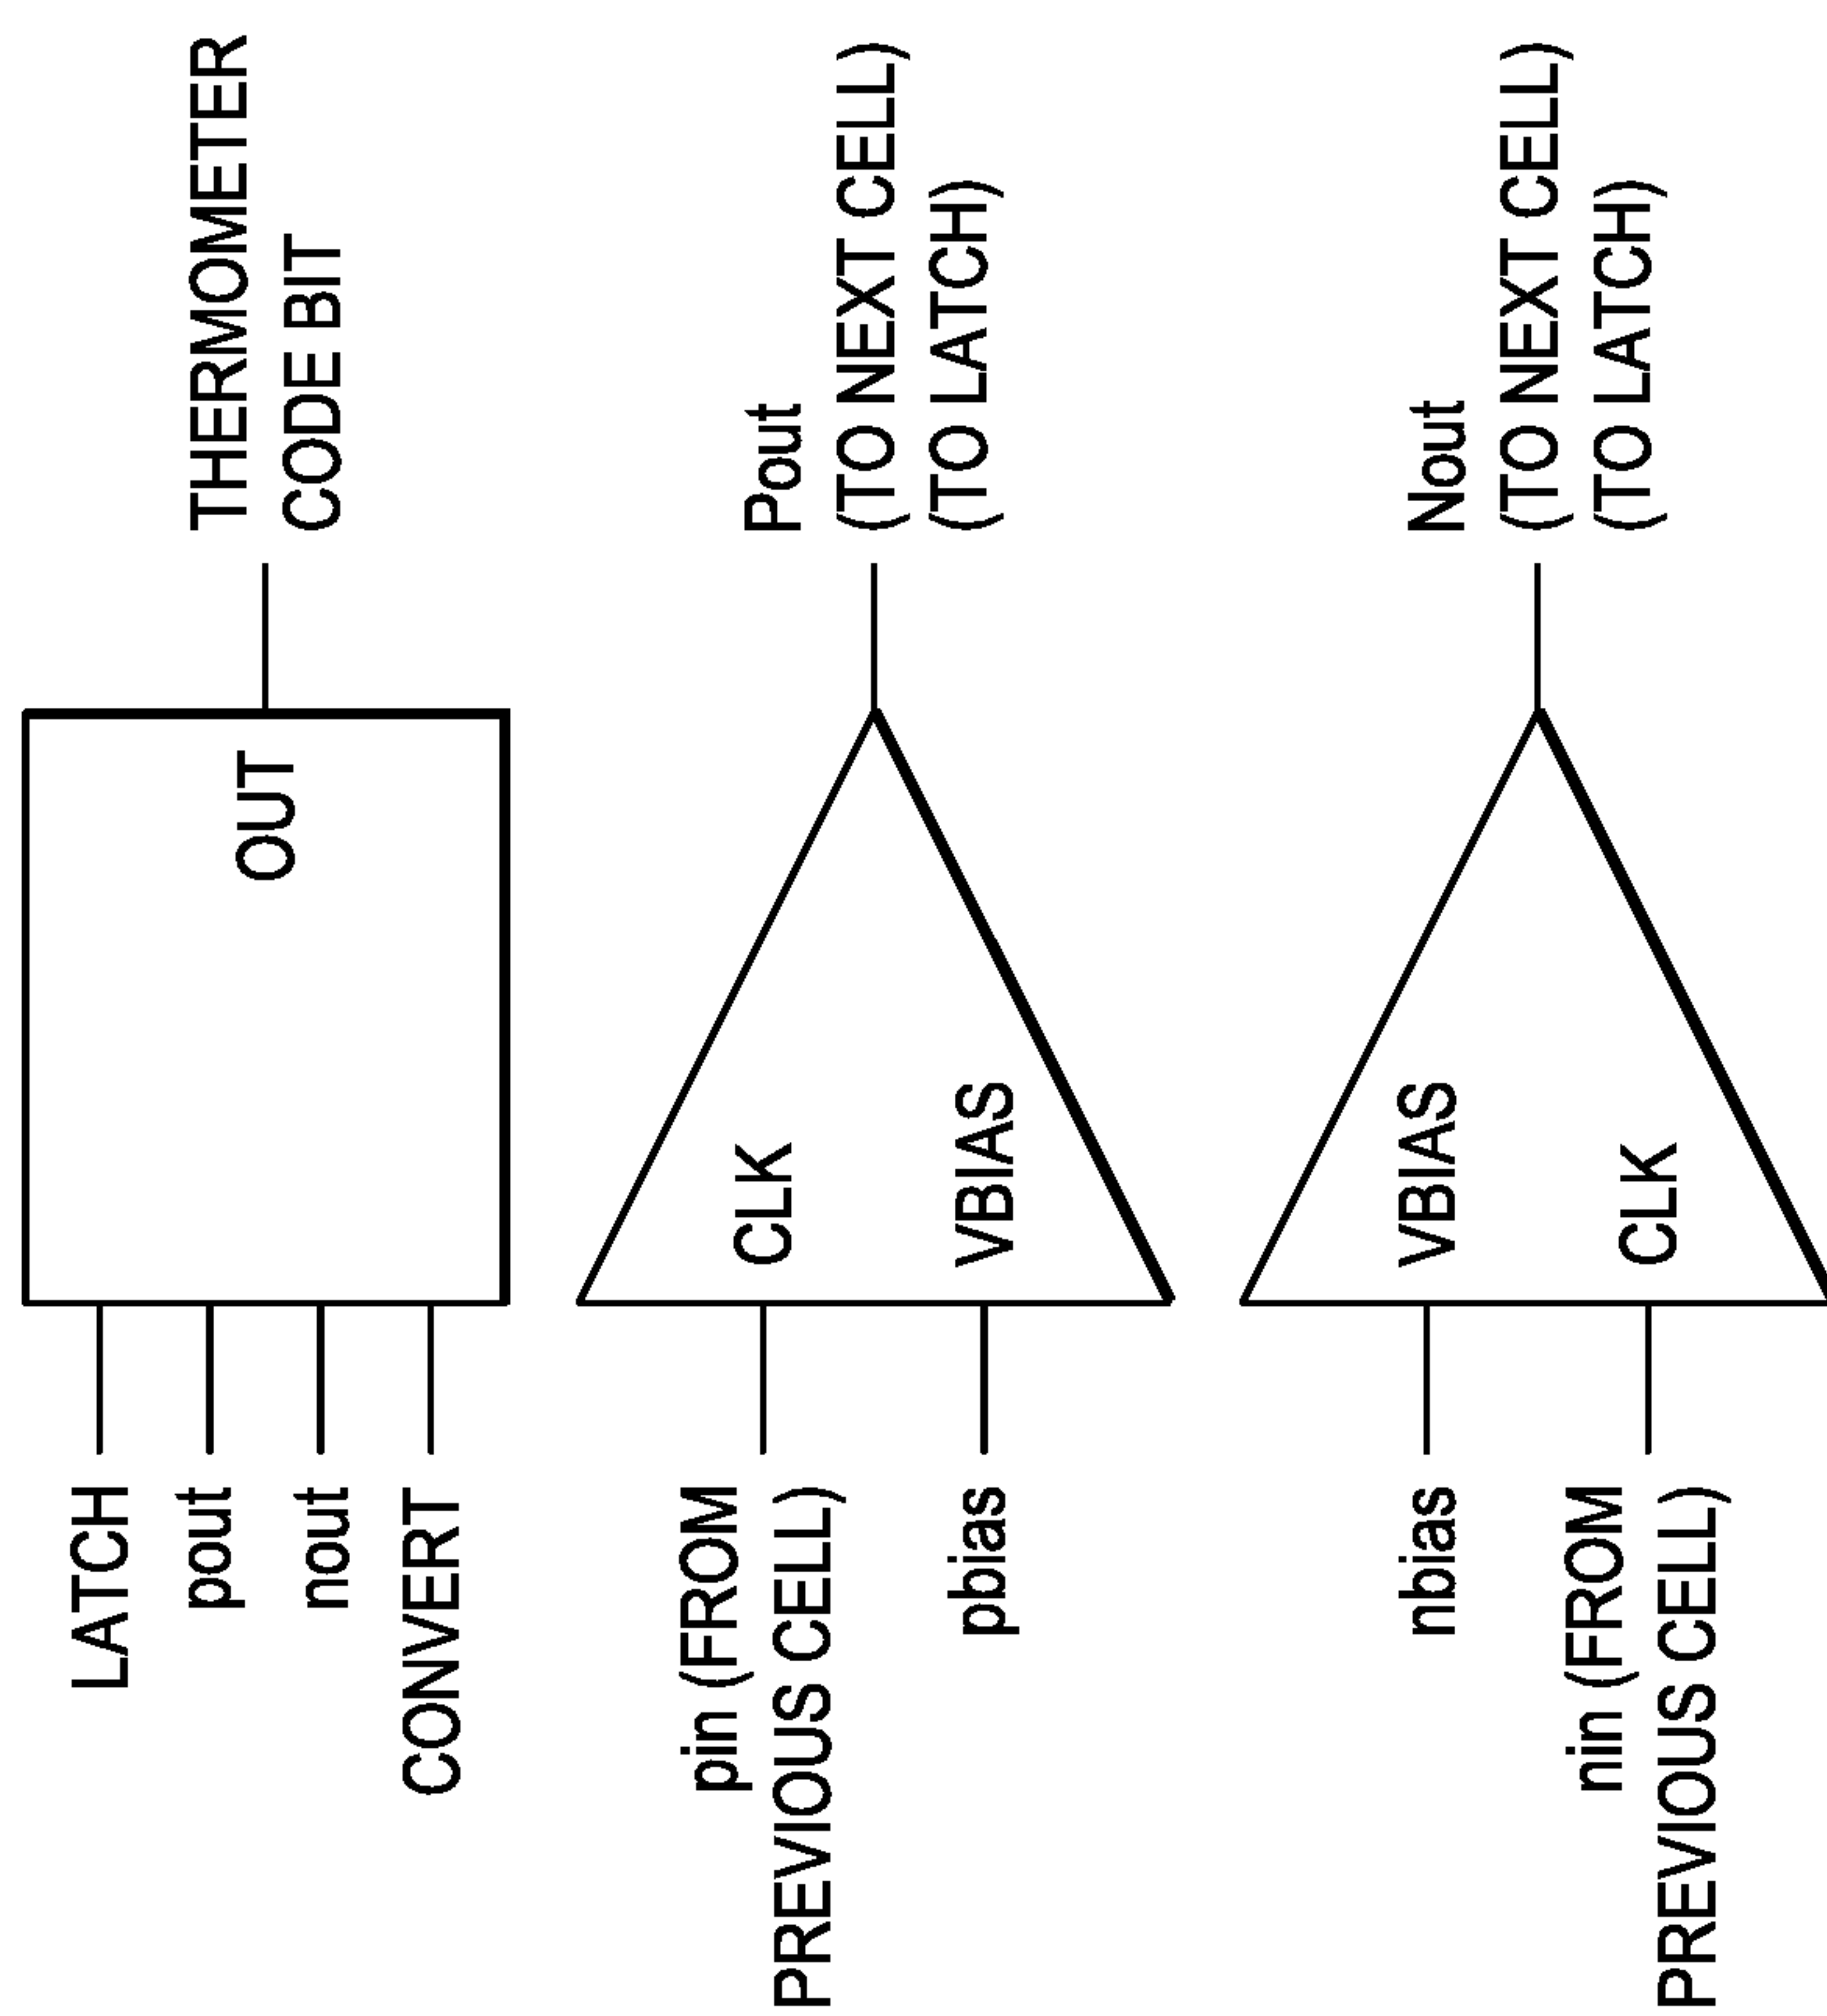 LATCH
pout
nout
CONVERT
OUT
THERMOMETER
CODE BIT
pin (FROM
PREVIOUS CELL)
pbias
CLK
VBIAS
Pout
(TO NEXT CELL)
(TO LATCH)
nbias
nin (FROM
PREVIOUS CELL)
VBIAS
CLK
Nout
(TO NEXT CELL)
(TO LATCH)